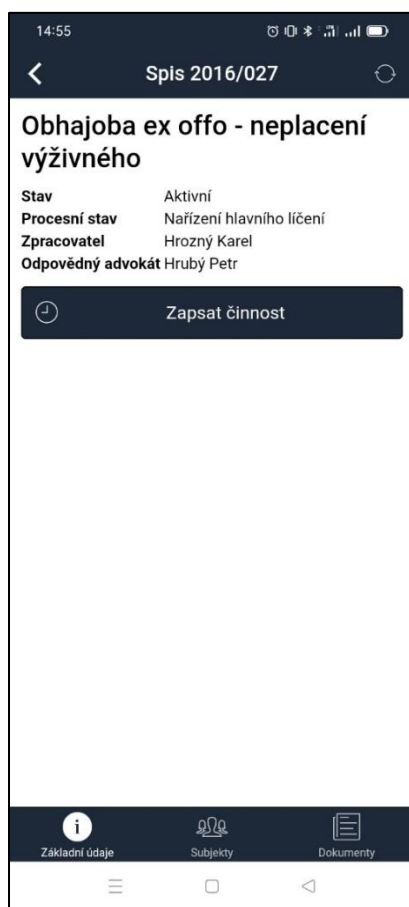 14:55
Spis 2016/027
Obhajoba ex offo - neplacení
výživného
Stav Aktivní
Procesní stav Nařízení hlavního líčení
Zpracovatel Hrozný Karel
Odpovědný advokát Hrubý Petr
Zapsat činnost
Základní údaje Subjekty Dokumenty